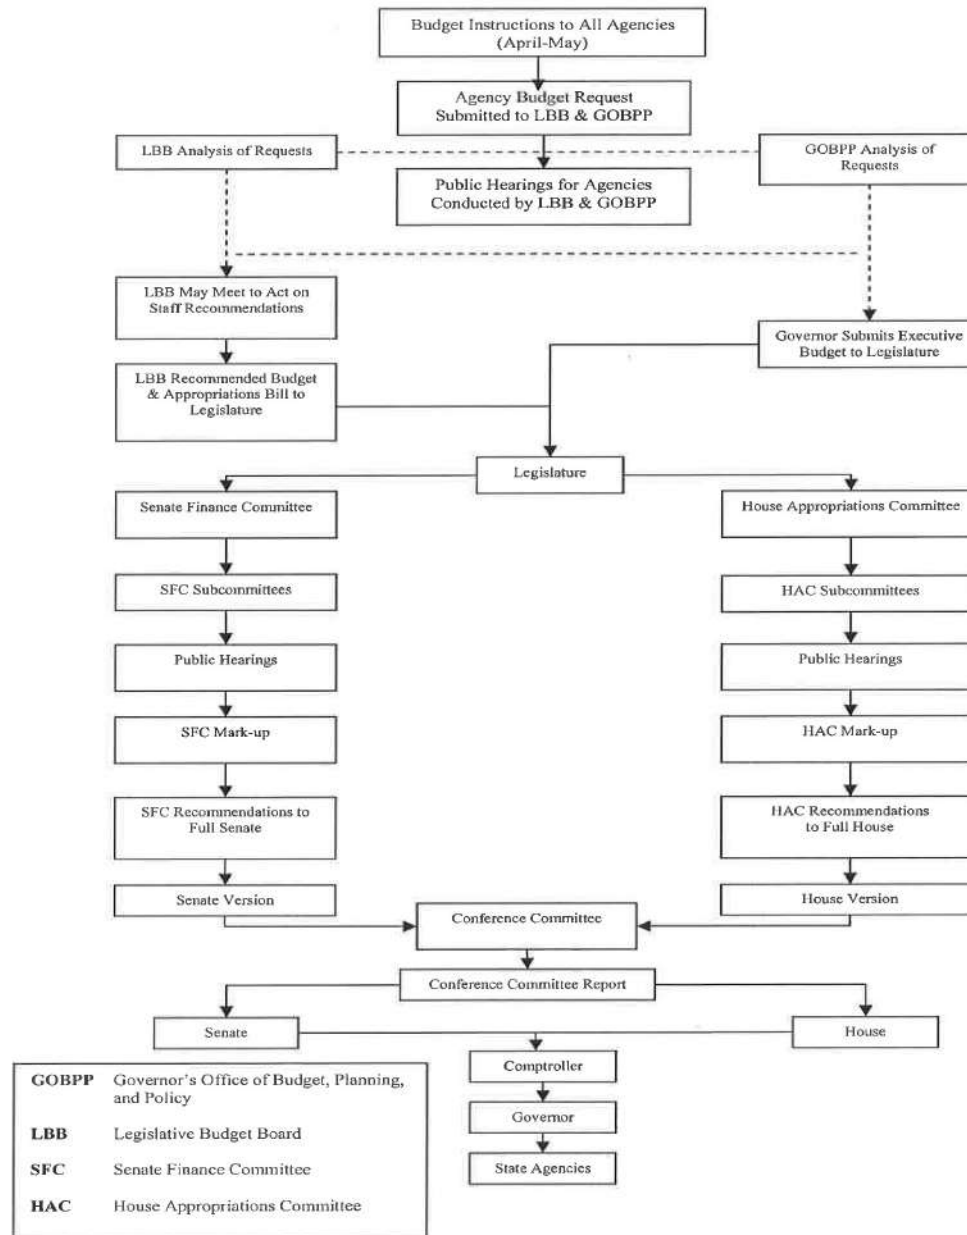 Budget Instructions to All Agencies
(April-May)
Agency Budget Request
Submitted to LBB & GOBPP
LBB Analysis of Requests
GOBPP Analysis of
Requests
Public Hearings for Agencies
Conducted by LBB & GOBPP
LBB May Meet to Act on
Staff Recommendations
Governor Submits Executive
Budget to Legislature
LBB Recommended Budget
& Appropriations Bill to
Legislature
Legislature
Senate Finance Committee
House Appropriations Committee
SFC Subcommittees
HAC Subcommittees
Public Hearings
Public Hearings
SFC Mark-up
HAC Mark-up
SFC Recommendations to
Full Senate
HAC Recommendations
to Full House
Senate Version
House Version
Conference Committee
Conference Committee Report
Senate
House
Comptroller
Governor
State Agencies
GOBPP Governor's Office of Budget, Planning,
and Policy
LBB Legislative Budget Board
SFC Senate Finance Committee
HAC House Appropriations Committee